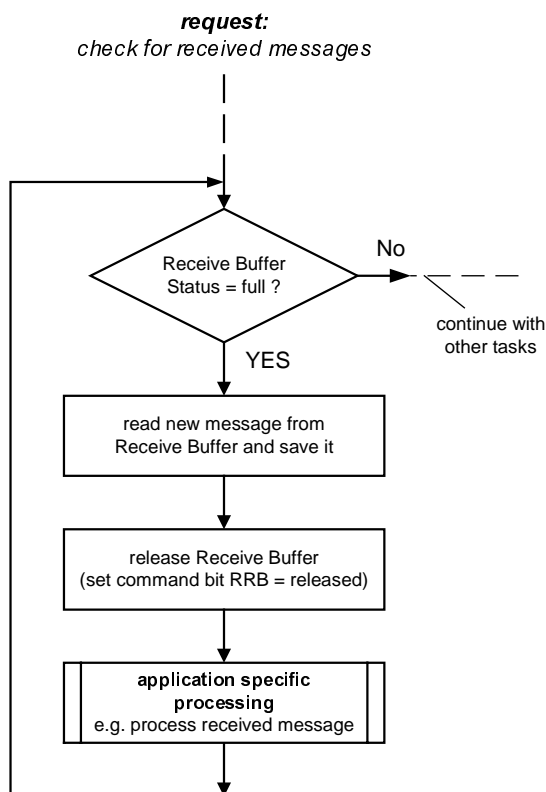 request:
check for received messages
Receive Buffer
Status = full ?
No
continue with
other tasks
YES
read new message from
Receive Buffer and save it
release Receive Buffer
(set command bit RRB = released)
application specific
processing
e.g. process received message